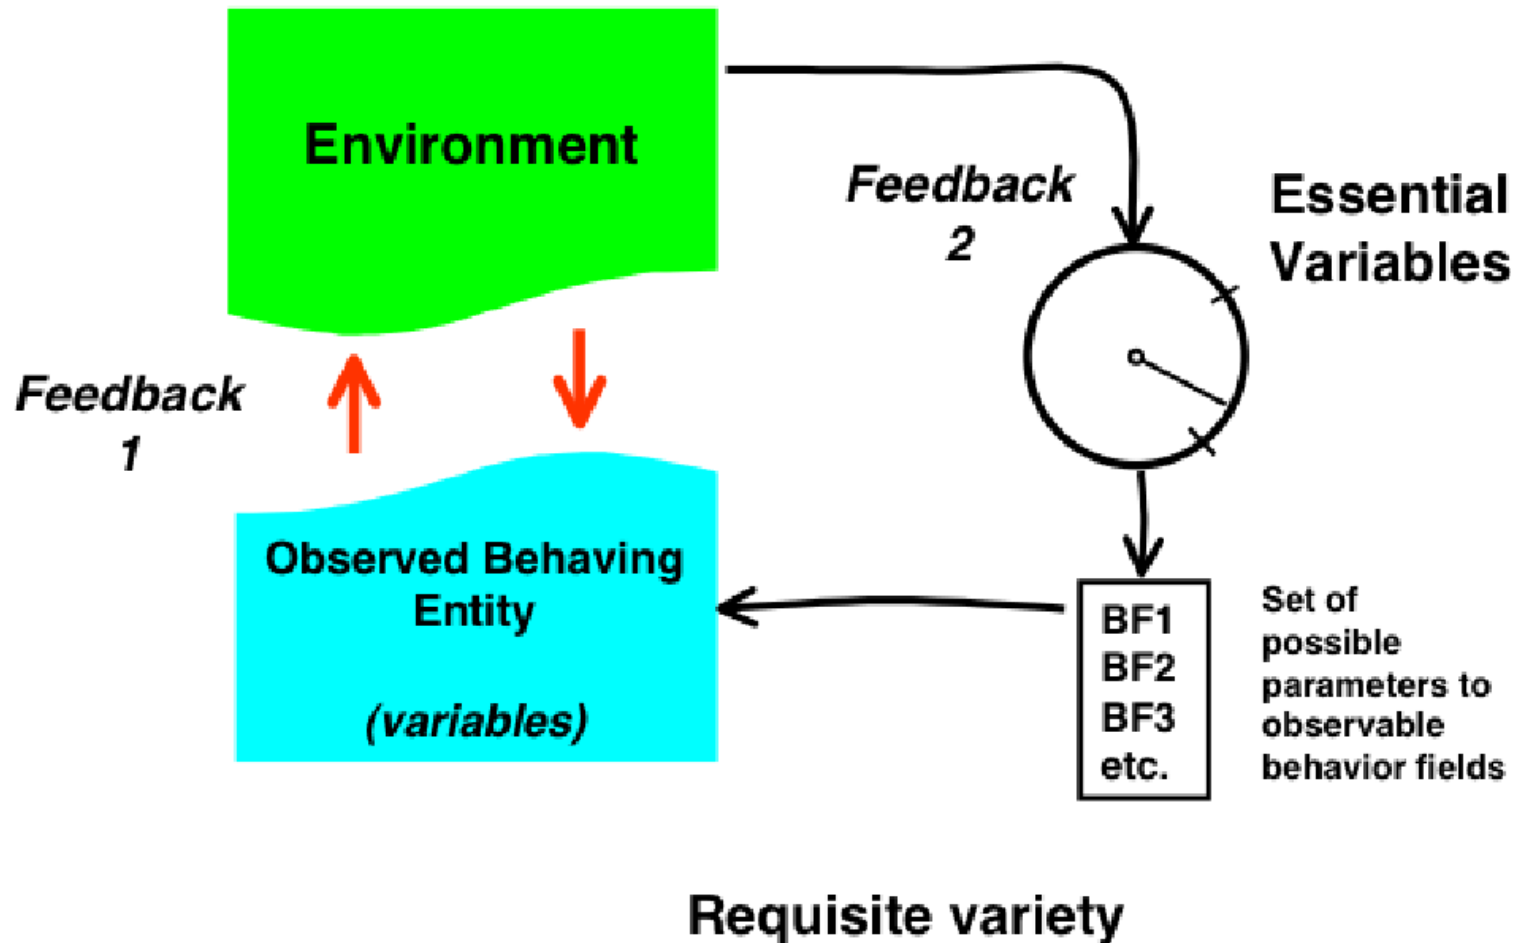 Environment
Feedback
2
Essential
Variables
Feedback
1
Observed Behaving
Entity
(variables)
BF1
BF2
BF3
etc.
Set of
possible
parameters to
observable
behavior fields
Requisite variety